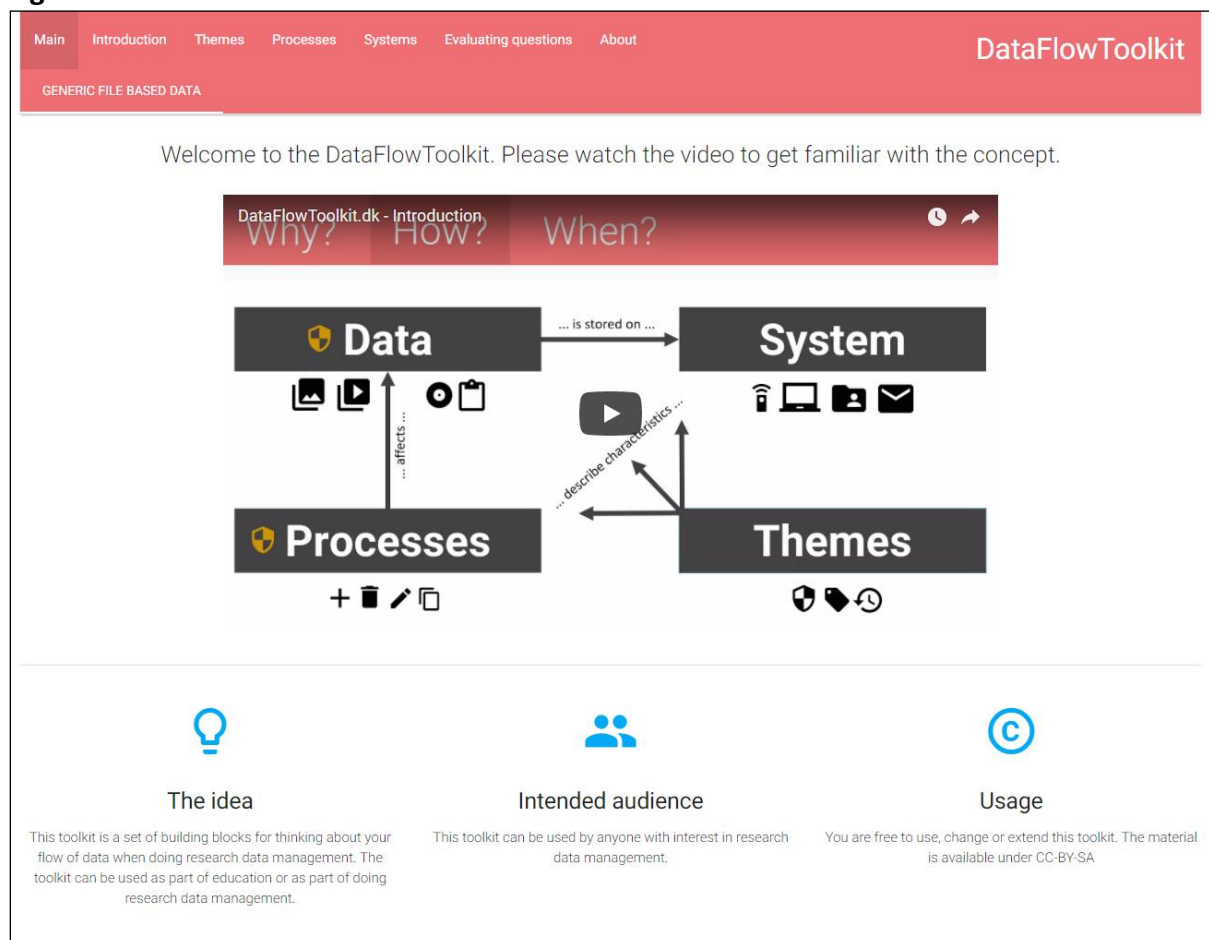 Main Introduction Themes Processes Systems Evaluating questions About
DataFlowToolkit
GENERIC FILE BASED DATA
Welcome to the DataFlowToolkit. Please watch the video to get familiar with the concept.
DataFlowToolkit.dk - Introduction
Why? How? When?
Data
... is stored on ...
System
... affects ...
... describe characteristics ...
Processes
Themes
The idea
This toolkit is a set of building blocks for thinking about your
flow of data when doing research data management. The
toolkit can be used as part of education or as part of doing
research data management.
Intended audience
This toolkit can be used by anyone with interest in research
data management.
Usage
You are free to use, change or extend this toolkit. The material
is available under CC-BY-SA